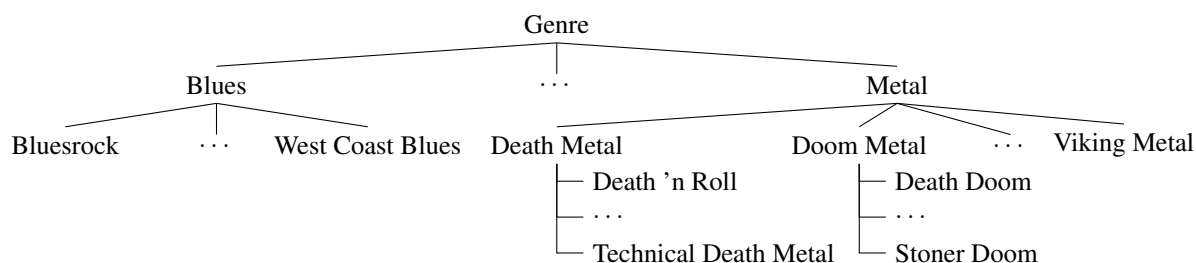 Genre
Blues · · · Metal
Bluesrock · · · West Coast Blues Death Metal Doom Metal · · · Viking Metal
Death ’n Roll Death Doom
· · · · · ·
Technical Death Metal Stoner Doom